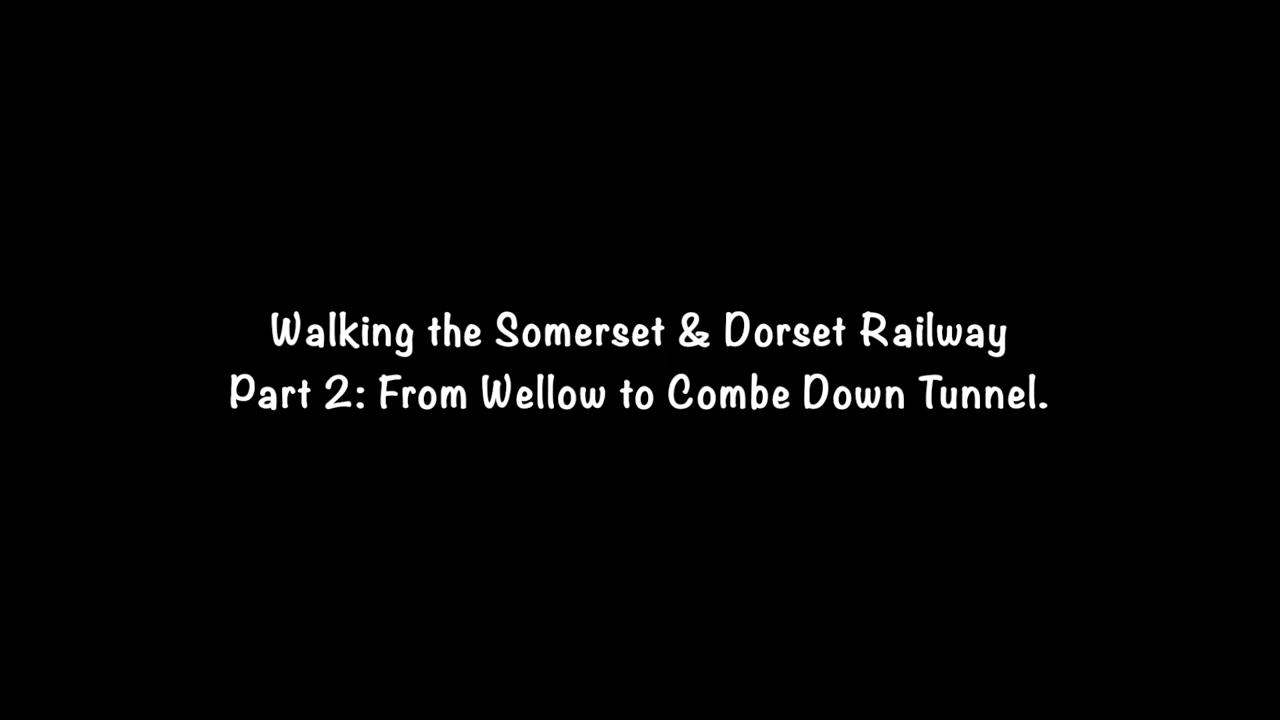 Walking the Somerset & Dorset Railway
Part 2: From Wellow to Combe Down Tunnel.